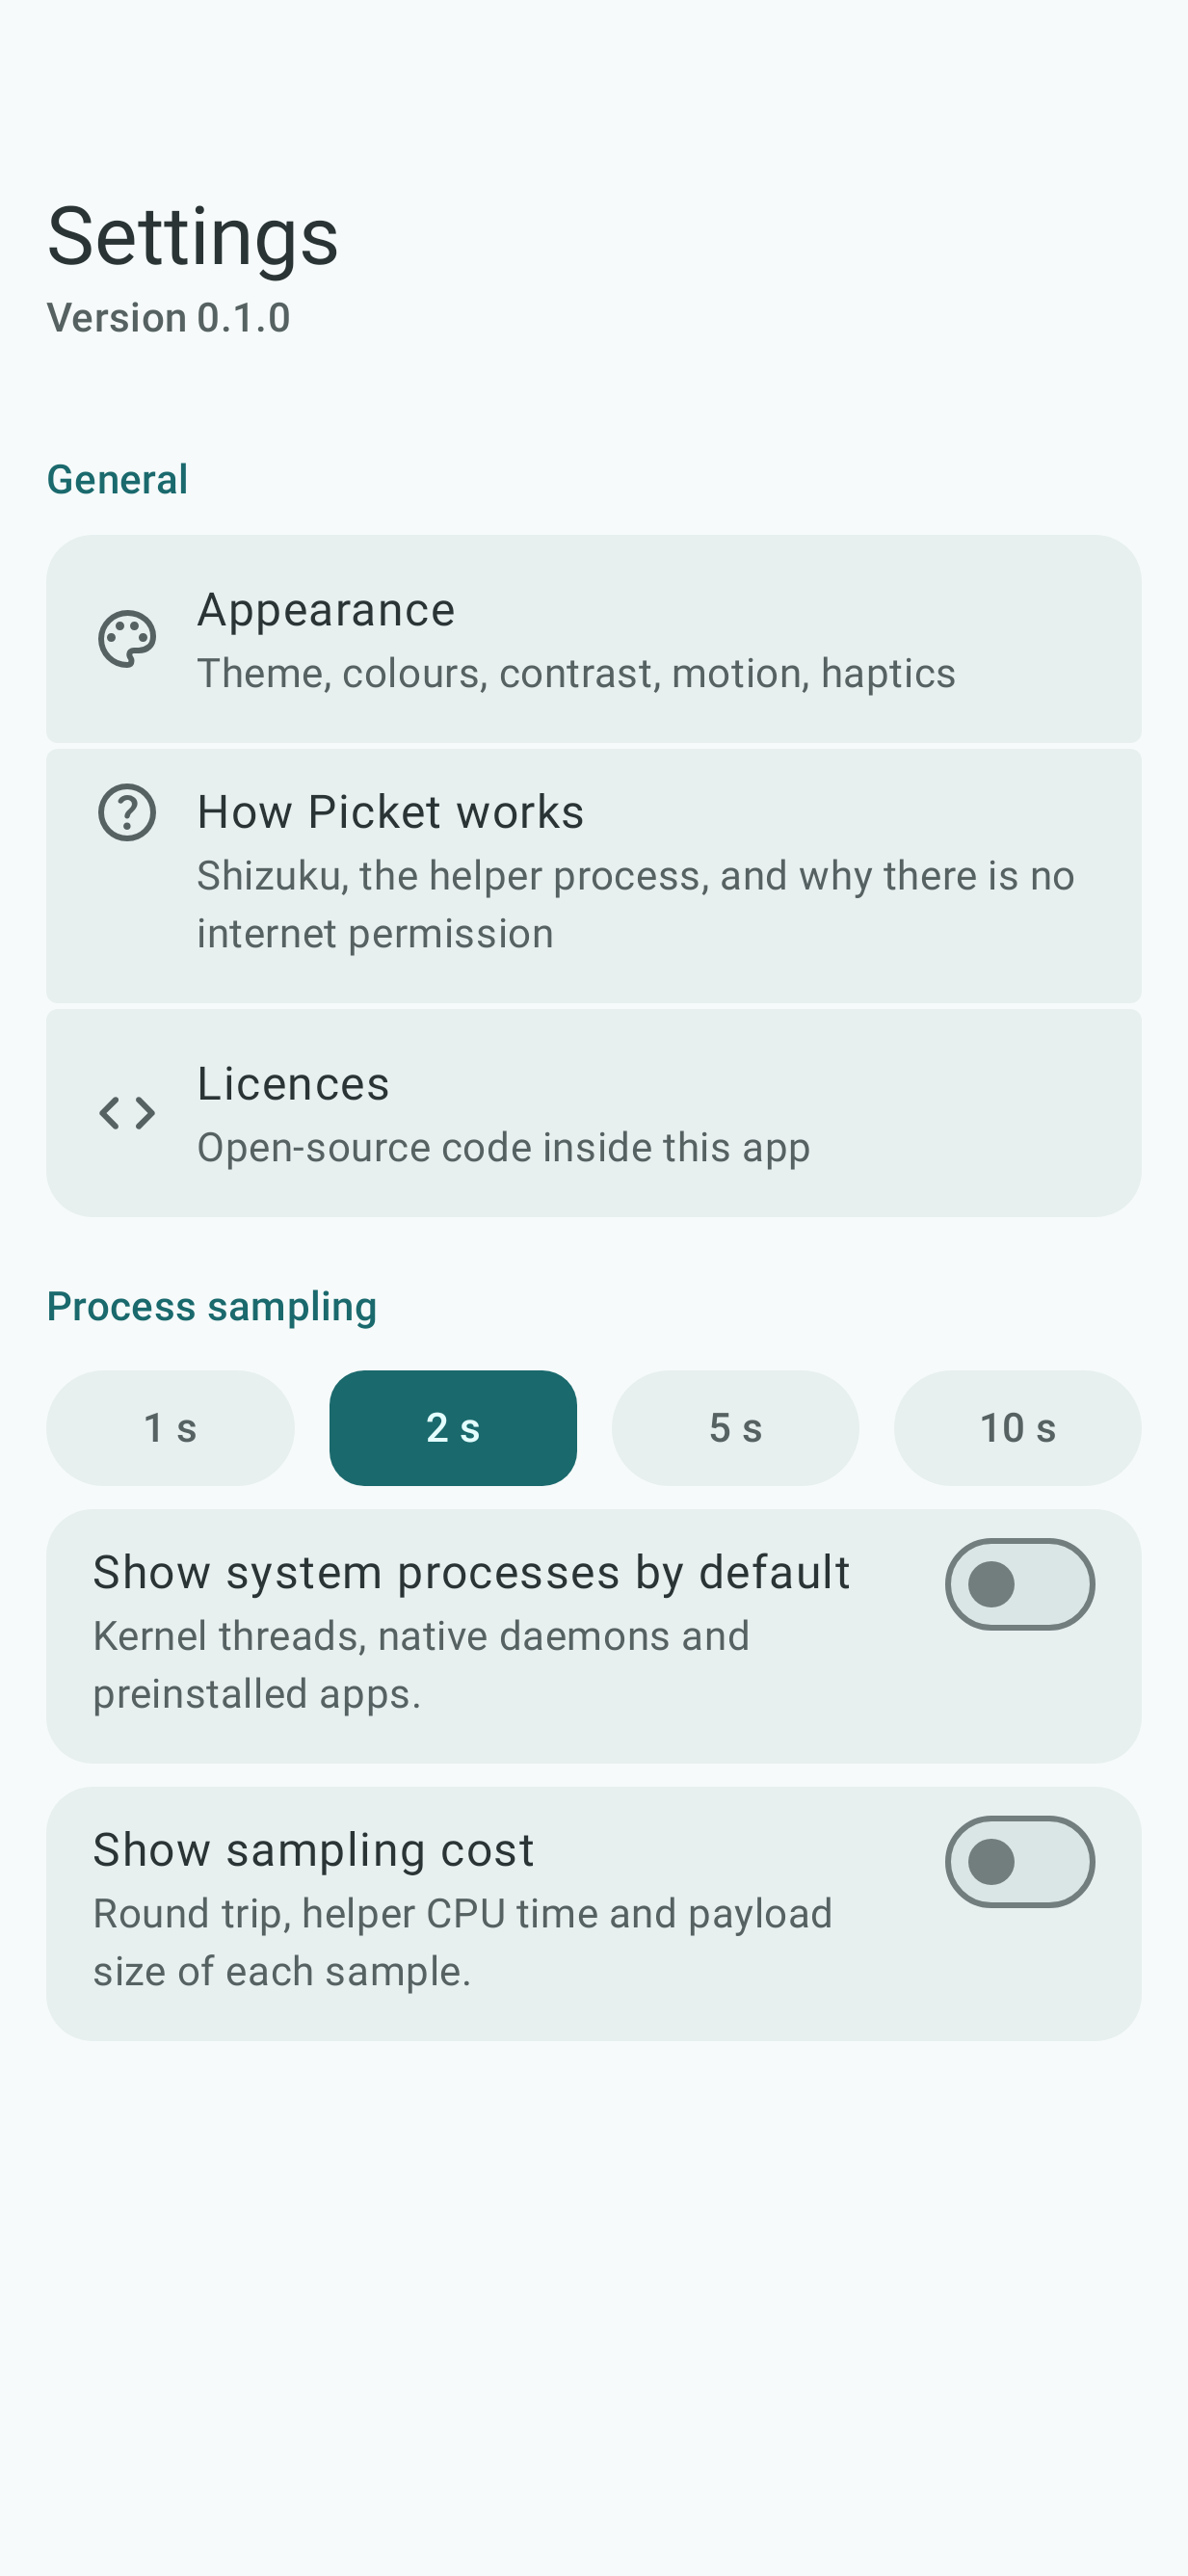 Settings
Version 0.1.0
General
Appearance
Theme, colours, contrast, motion, haptics
How Picket works
Shizuku, the helper process, and why there is no
internet permission
Licences
Open-source code inside this app
Process sampling
1 s
2 s
5 s
10 s
Show system processes by default
Kernel threads, native daemons and
preinstalled apps.
Show sampling cost
Round trip, helper CPU time and payload
size of each sample.